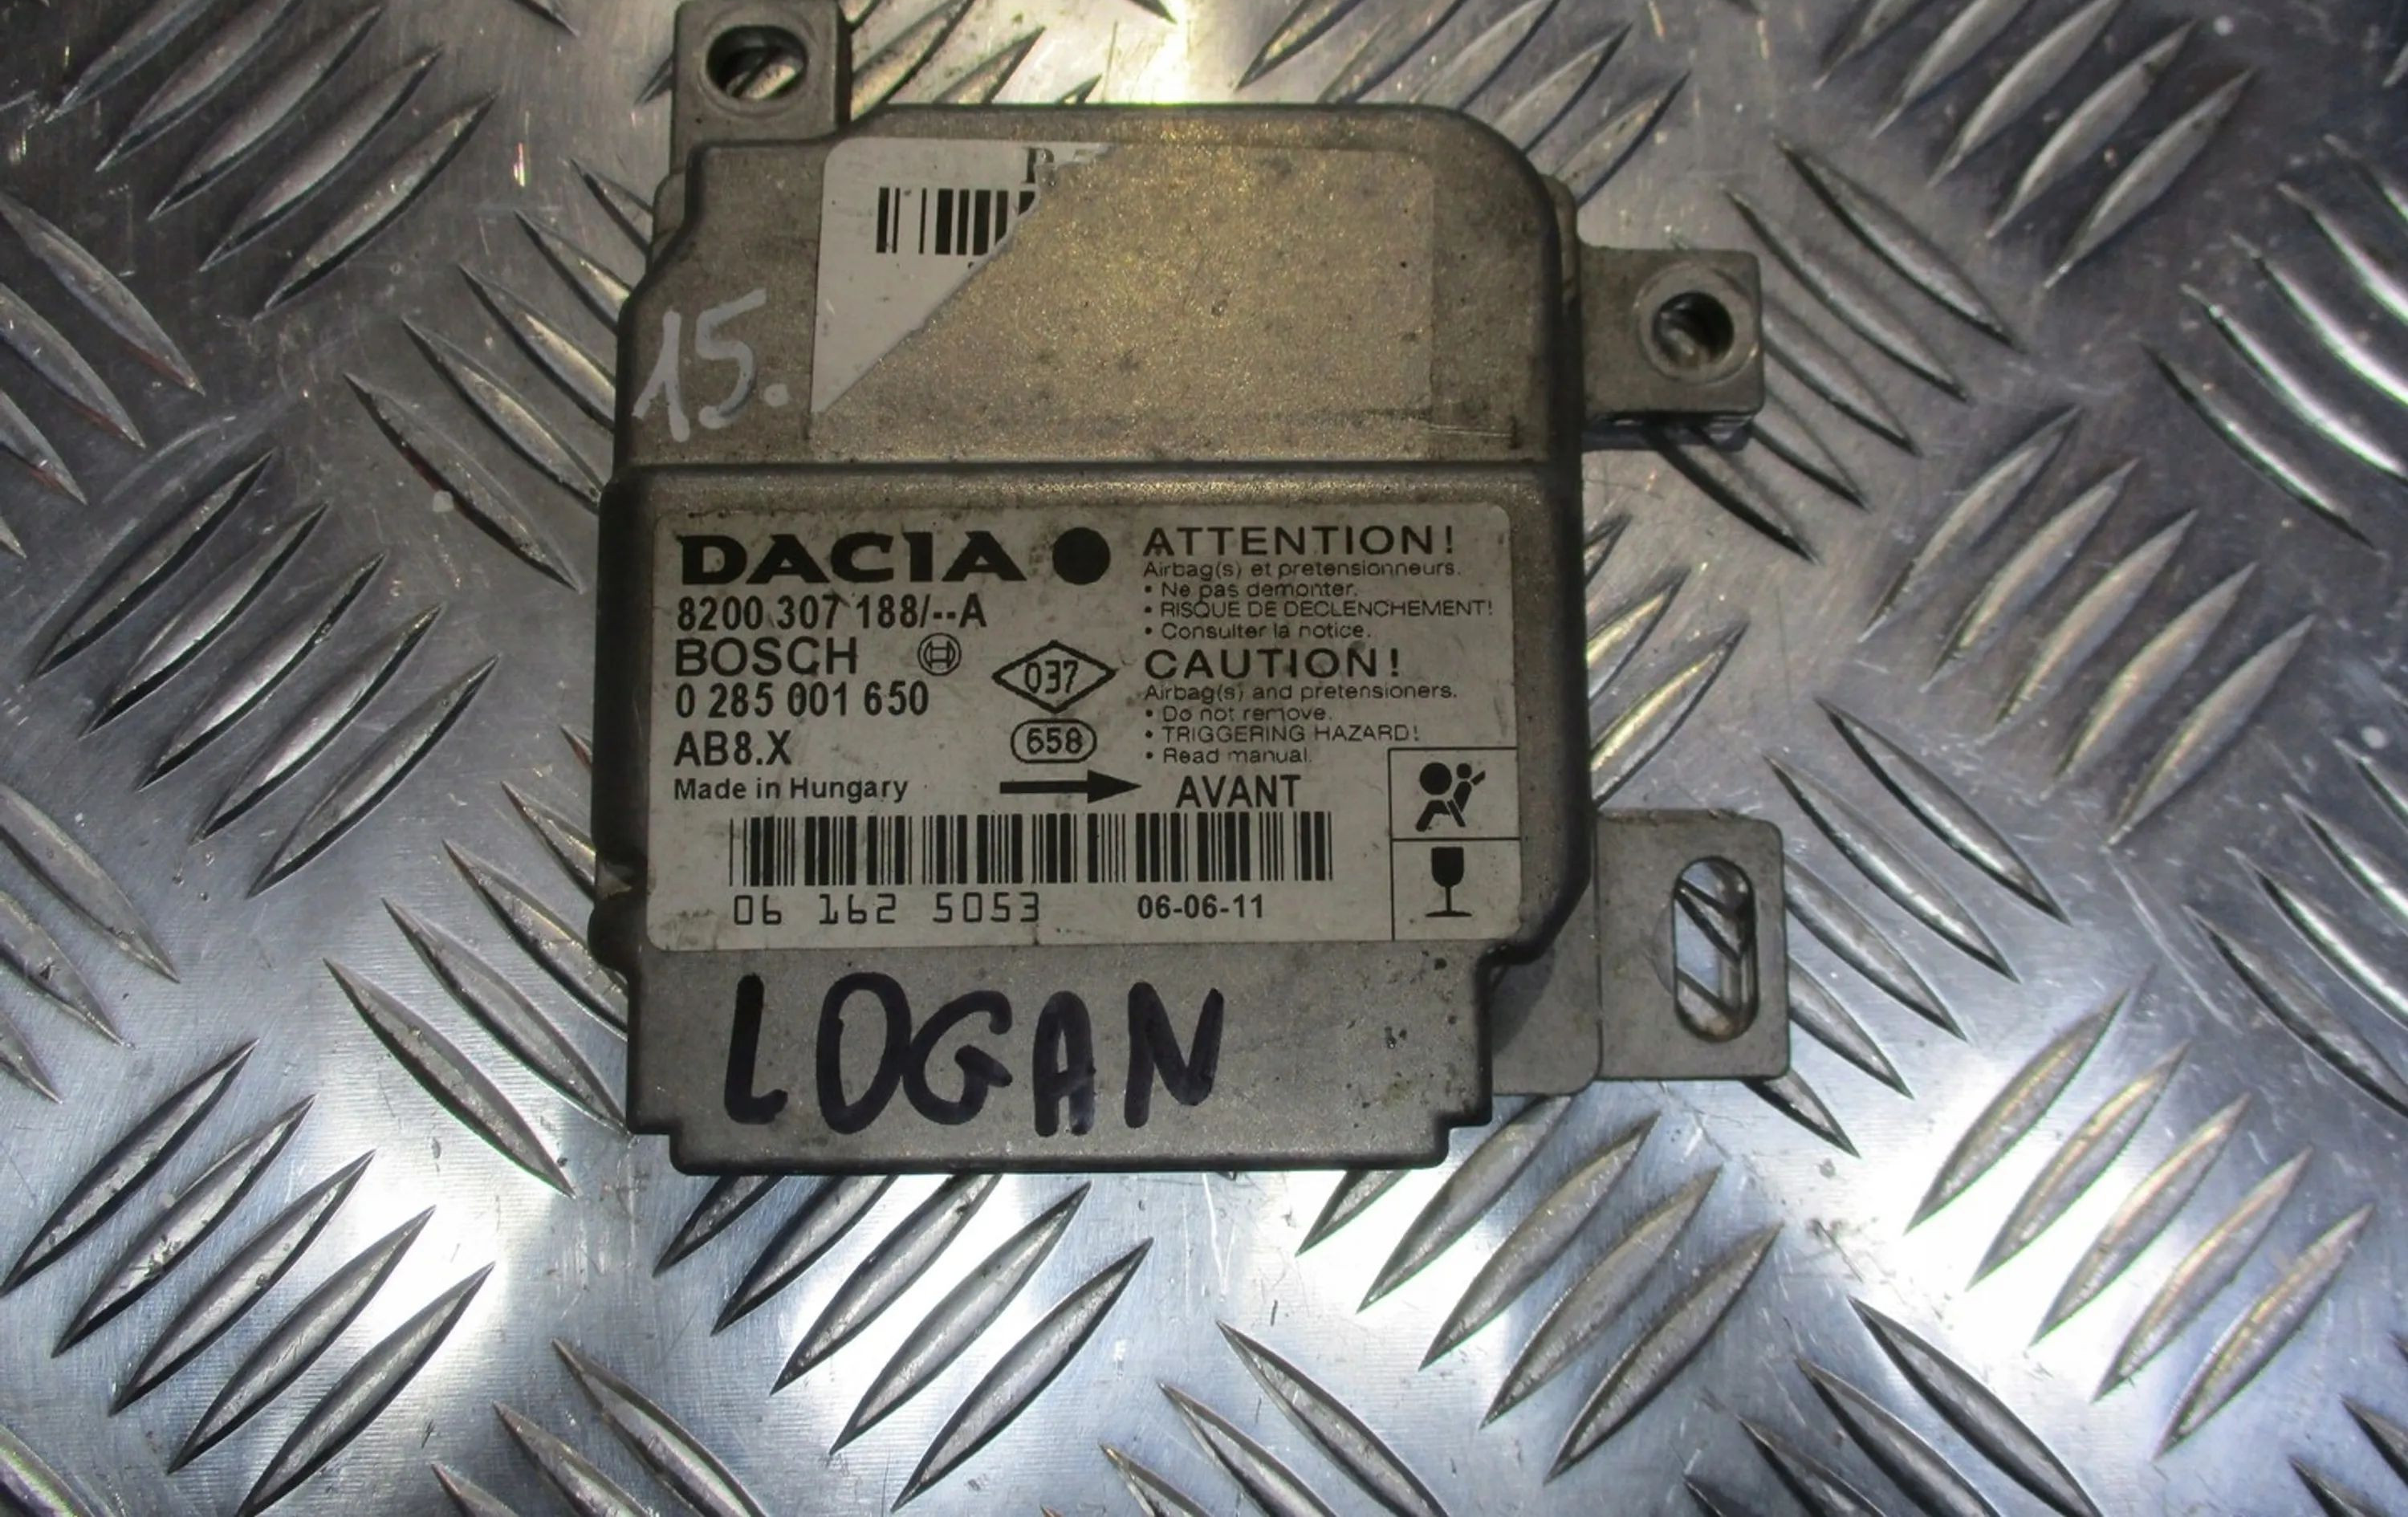 15.
DACIA
8200 307 188/--A
BOSCH
0 285 001 650
AB8.X
Made in Hungary
037
658
ATTENTION!
Airbag(s) et pretensionneurs.
• Ne pas demonter.
• RISQUE DE DECLENCHEMENT!
• Consulter la notice.
CAUTION!
Airbag(s) and pretensioners.
• Do not remove.
• TRIGGERING HAZARD!
• Read manual.
AVANT
06 162 5053 06-06-11
LOGAN